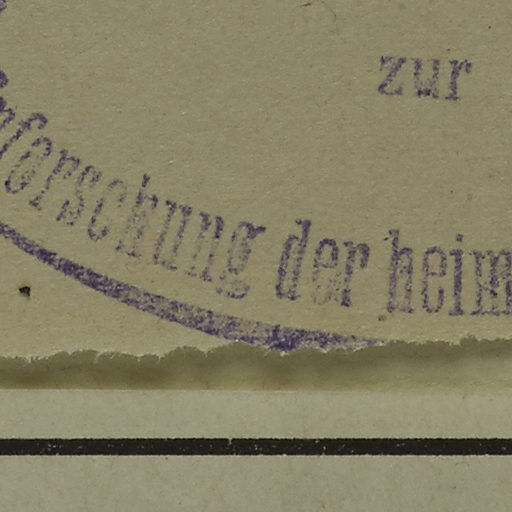 zur
forschung der heim